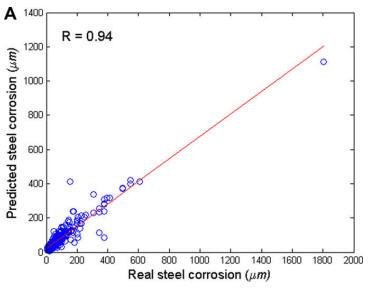 A
R = 0.94
Predicted steel corrosion (μm)
1400
1200
1000
800
600
400
200
0
0 200 400 600 800 1000 1200 1400 1600 1800 2000
Real steel corrosion (μm)